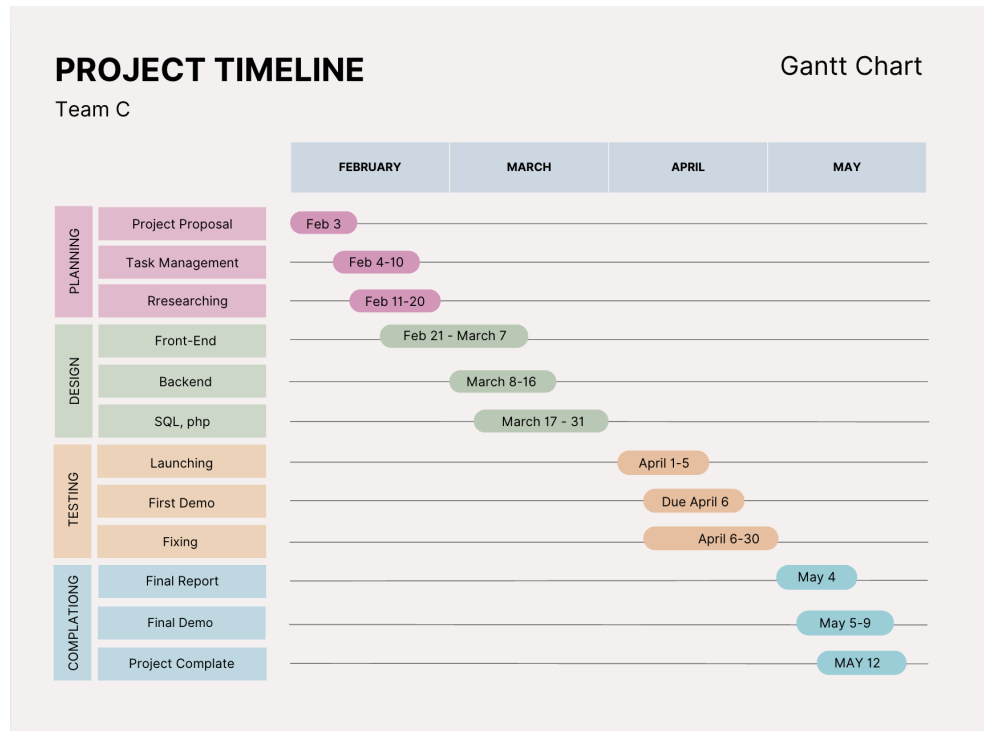 PROJECT TIMELINE
Gantt Chart
Team C
FEBRUARY MARCH APRIL MAY
PLANNING
Project Proposal Feb 3
Task Management Feb 4-10
Rresearching Feb 11-20
DESIGN
Front-End Feb 21 - March 7
Backend March 8-16
SQL, php March 17 - 31
TESTING
Launching April 1-5
First Demo Due April 6
Fixing April 6-30
COMPLATIONG
Final Report May 4
Final Demo May 5-9
Project Complate MAY 12